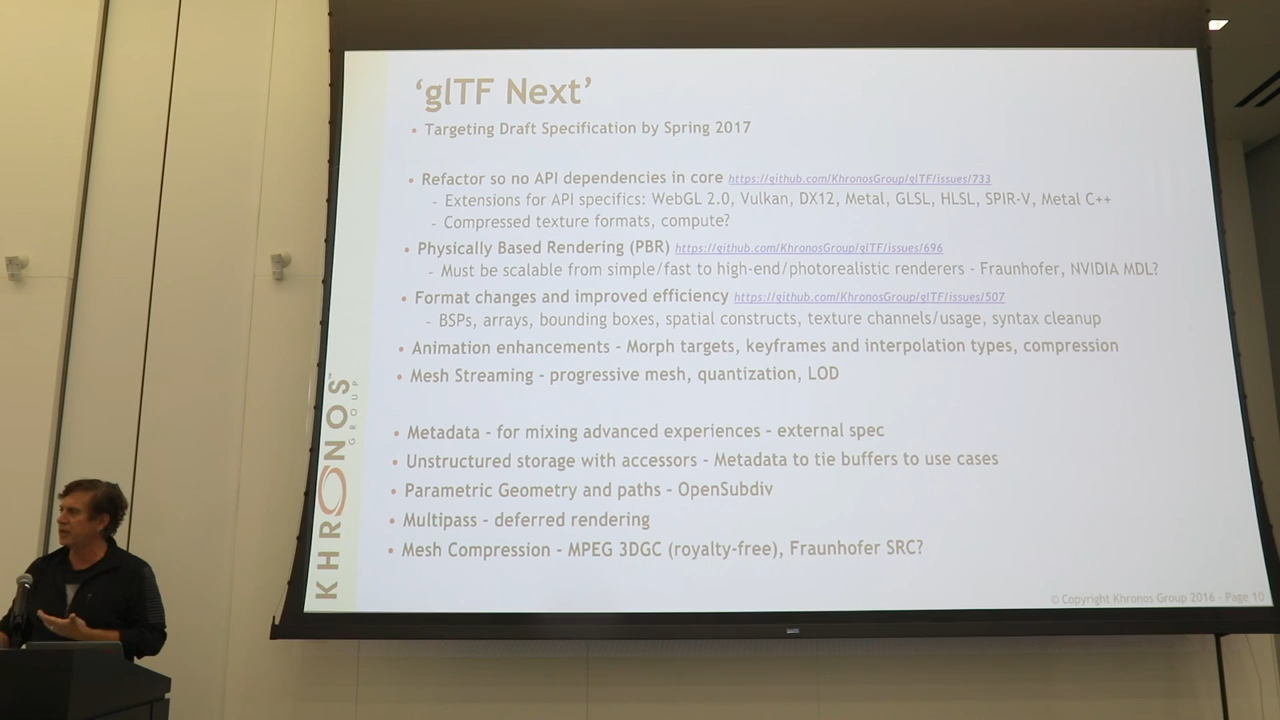 ‘glTF Next’
• Targeting Draft Specification by Spring 2017
• Refactor so no API dependencies in core https://github.com/KhronosGroup/glTF/issues/733
- Extensions for API specifics: WebGL 2.0, Vulkan, DX12, Metal, GLSL, HLSL, SPIR-V, Metal C++
- Compressed texture formats, compute?
• Physically Based Rendering (PBR) https://github.com/KhronosGroup/glTF/issues/696
- Must be scalable from simple/fast to high-end/photorealistic renderers - Fraunhofer, NVIDIA MDL?
• Format changes and improved efficiency https://github.com/KhronosGroup/glTF/issues/507
- BSPs, arrays, bounding boxes, spatial constructs, texture channels/usage, syntax cleanup
• Animation enhancements - Morph targets, keyframes and interpolation types, compression
• Mesh Streaming - progressive mesh, quantization, LOD
• Metadata - for mixing advanced experiences - external spec
• Unstructured storage with accessors - Metadata to tie buffers to use cases
• Parametric Geometry and paths - OpenSubdiv
• Multipass - deferred rendering
• Mesh Compression - MPEG 3DGC (royalty-free), Fraunhofer SRC?
KHRONOS™
GROUP
© Copyright Khronos Group 2016 - Page 10